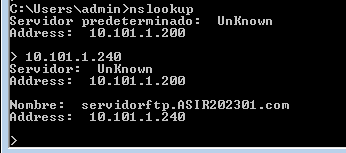 C:\Users\admin>nslookup
Servidor predeterminado:  UnKnown
Address:  10.101.1.200
> 10.101.1.240
Servidor:  UnKnown
Address:  10.101.1.200
Nombre:  servidorftp.ASIR202301.com
Address:  10.101.1.240
>